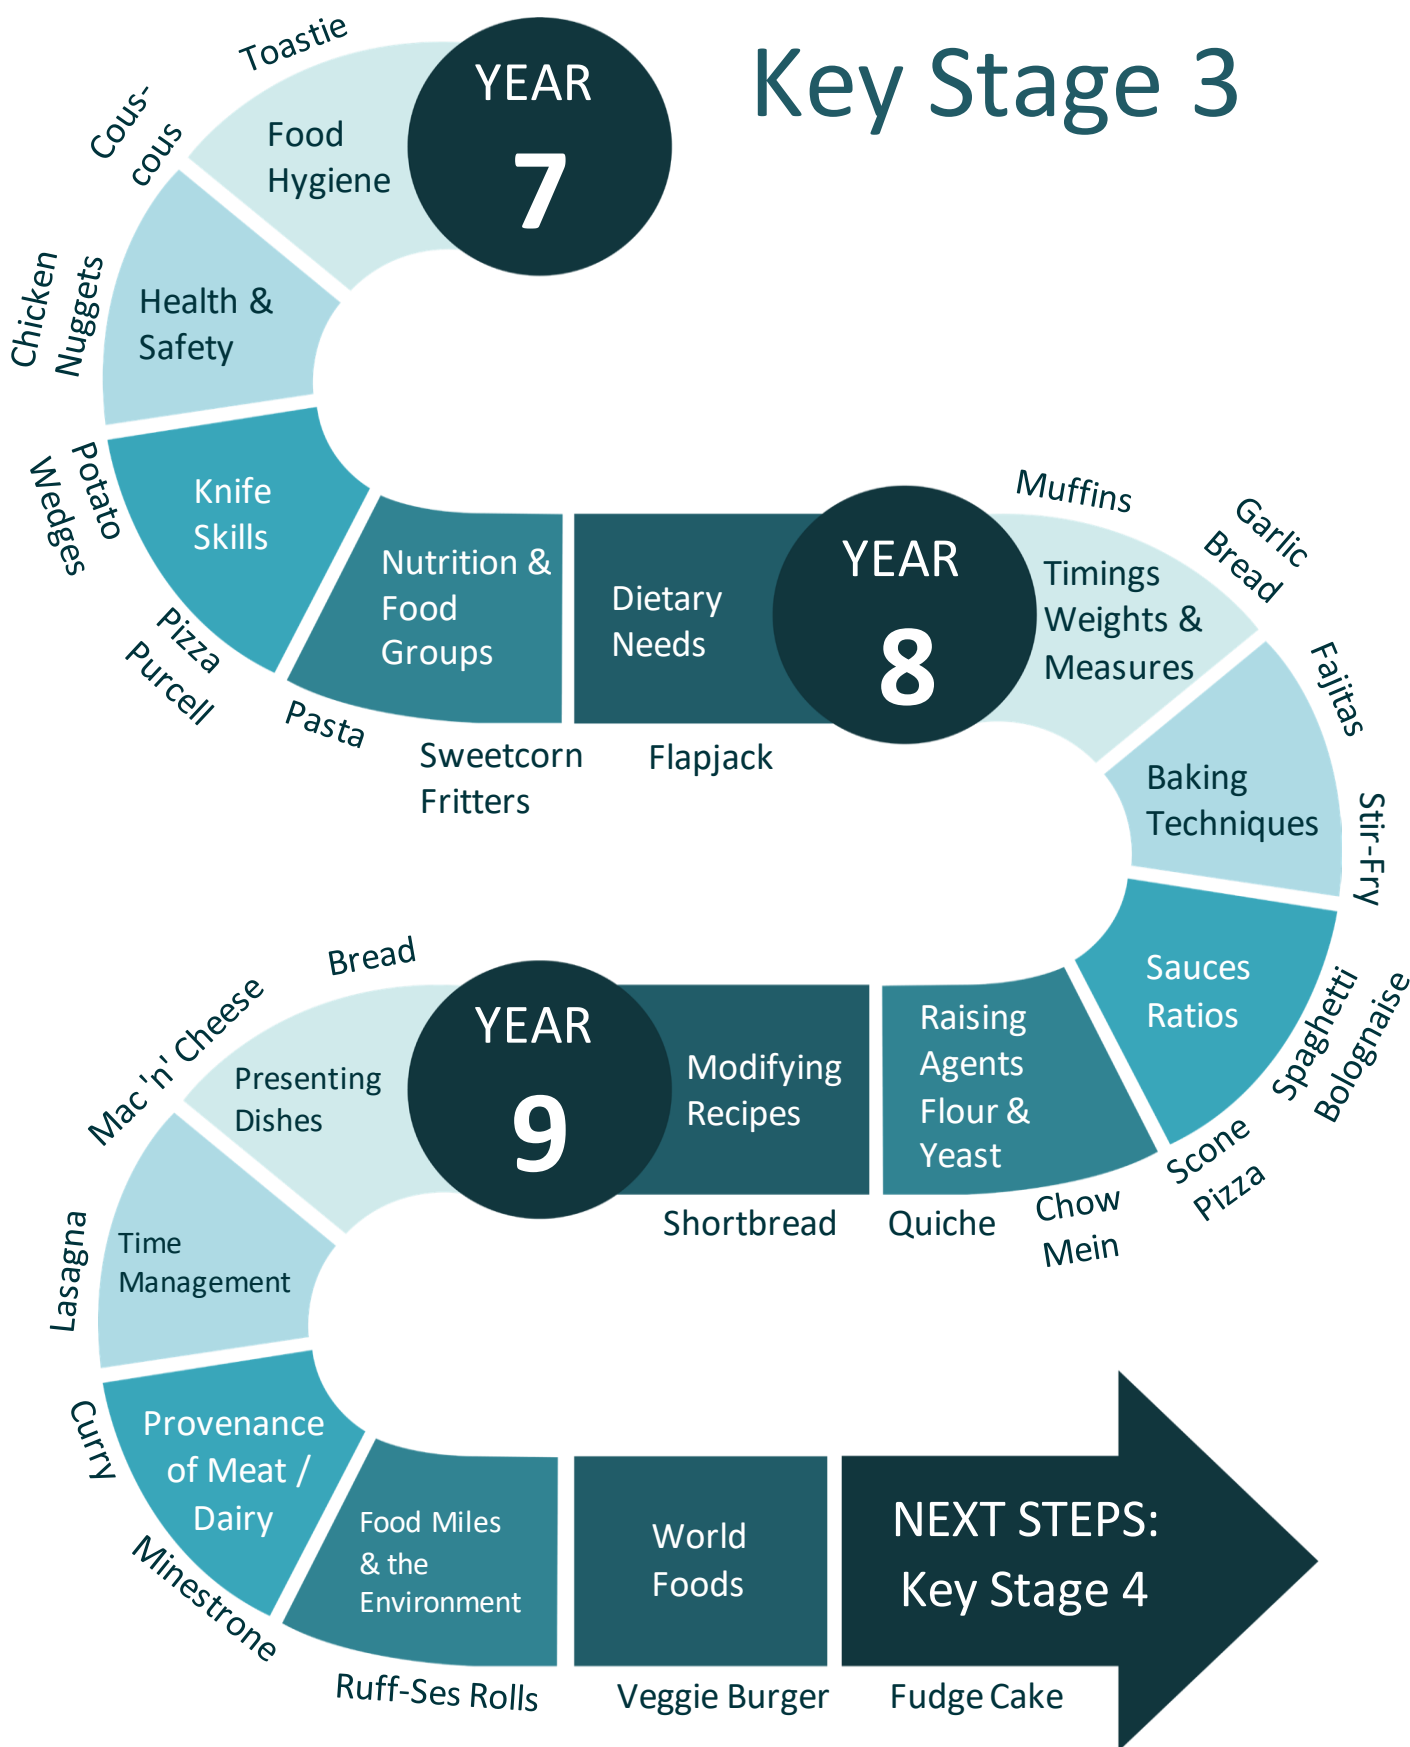 Key Stage 3
YEAR
7
Toastie
Food
Hygiene
Cous-
cous
Health &
Safety
Chicken
Nuggets
Knife
Skills
Potato
Wedges
Pizza
Purcell
Nutrition &
Food
Groups
Pasta
Sweetcorn
Fritters
Dietary
Needs
Flapjack
YEAR
8
Muffins
Timings
Weights &
Measures
Garlic
Bread
Fajitas
Baking
Techniques
Stir-Fry
Sauces
Ratios
Spaghetti
Bolognaise
Scone
Pizza
Raising
Agents
Flour &
Yeast
Chow
Mein
Quiche
Modifying
Recipes
Shortbread
YEAR
9
Bread
Presenting
Dishes
Mac 'n' Cheese
Time
Management
Lasagna
Provenance
of Meat /
Dairy
Curry
Minestrone
Food Miles
& the
Environment
Ruff-Ses Rolls
World
Foods
Veggie Burger
NEXT STEPS:
Key Stage 4
Fudge Cake